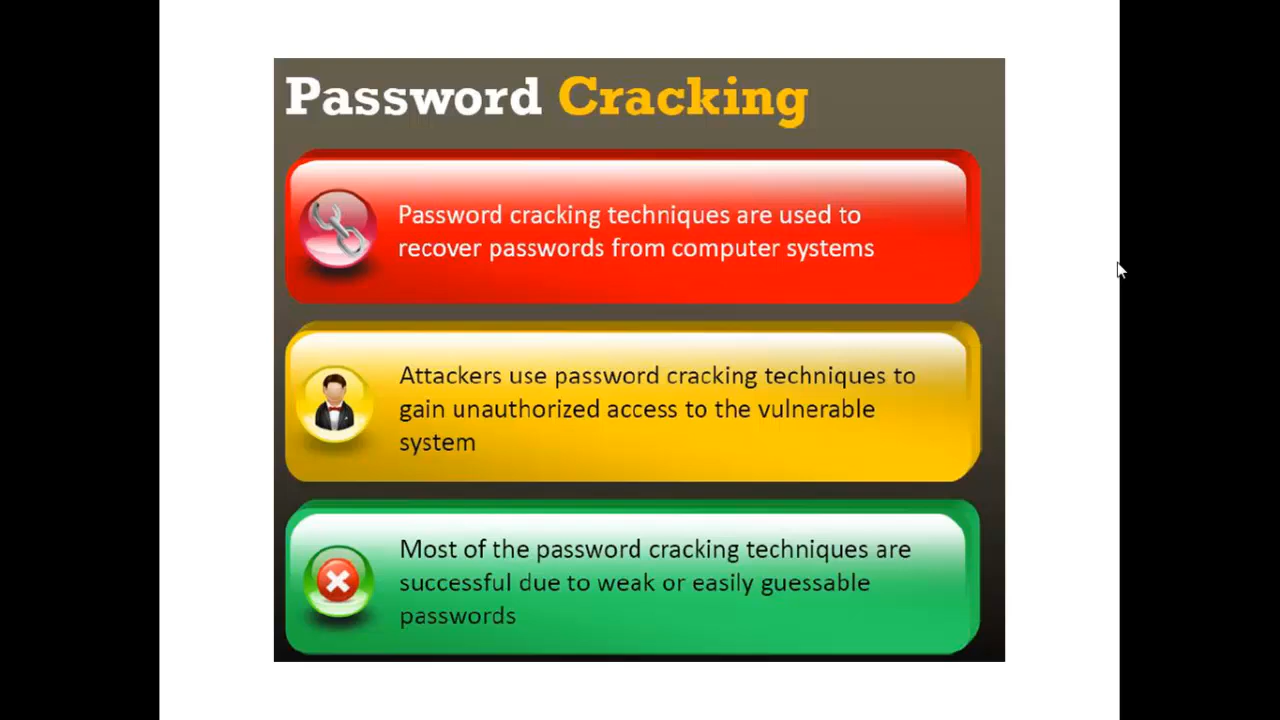 Password Cracking
Password cracking techniques are used to
recover passwords from computer systems
Attackers use password cracking techniques to
gain unauthorized access to the vulnerable
system
Most of the password cracking techniques are
successful due to weak or easily guessable
passwords